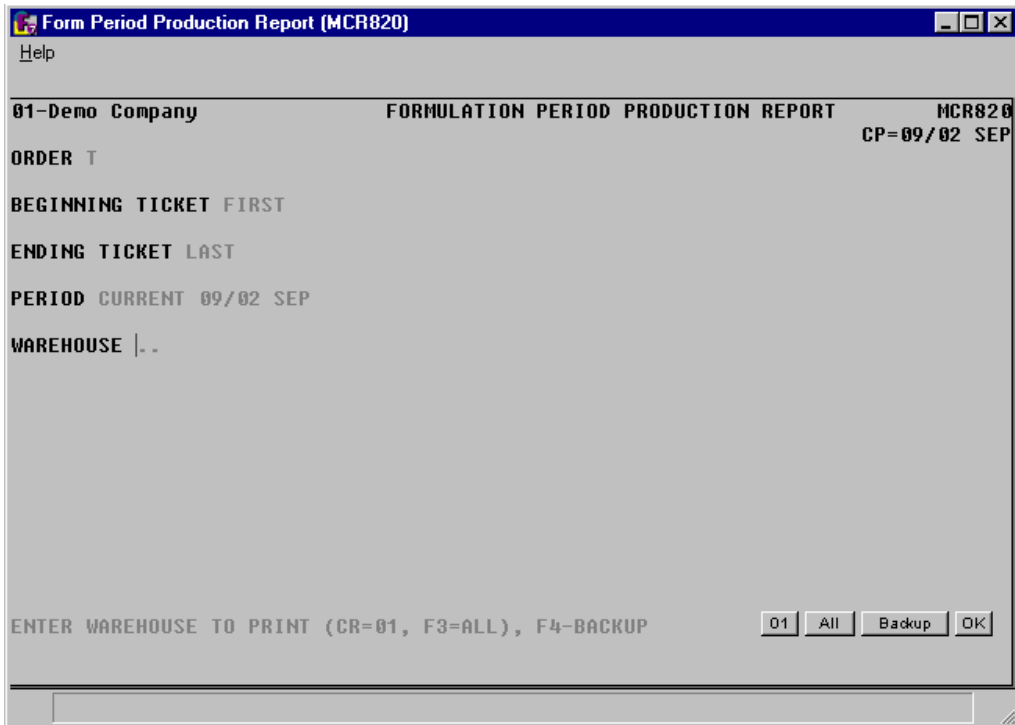 Form Period Production Report (MCR820)
Help
01-Demo Company FORMULATION PERIOD PRODUCTION REPORT MCR820
CP=09/02 SEP
ORDER T
BEGINNING TICKET FIRST
ENDING TICKET LAST
PERIOD CURRENT 09/02 SEP
WAREHOUSE ..
ENTER WAREHOUSE TO PRINT (CR=01, F3=ALL), F4-BACKUP 01 All Backup OK